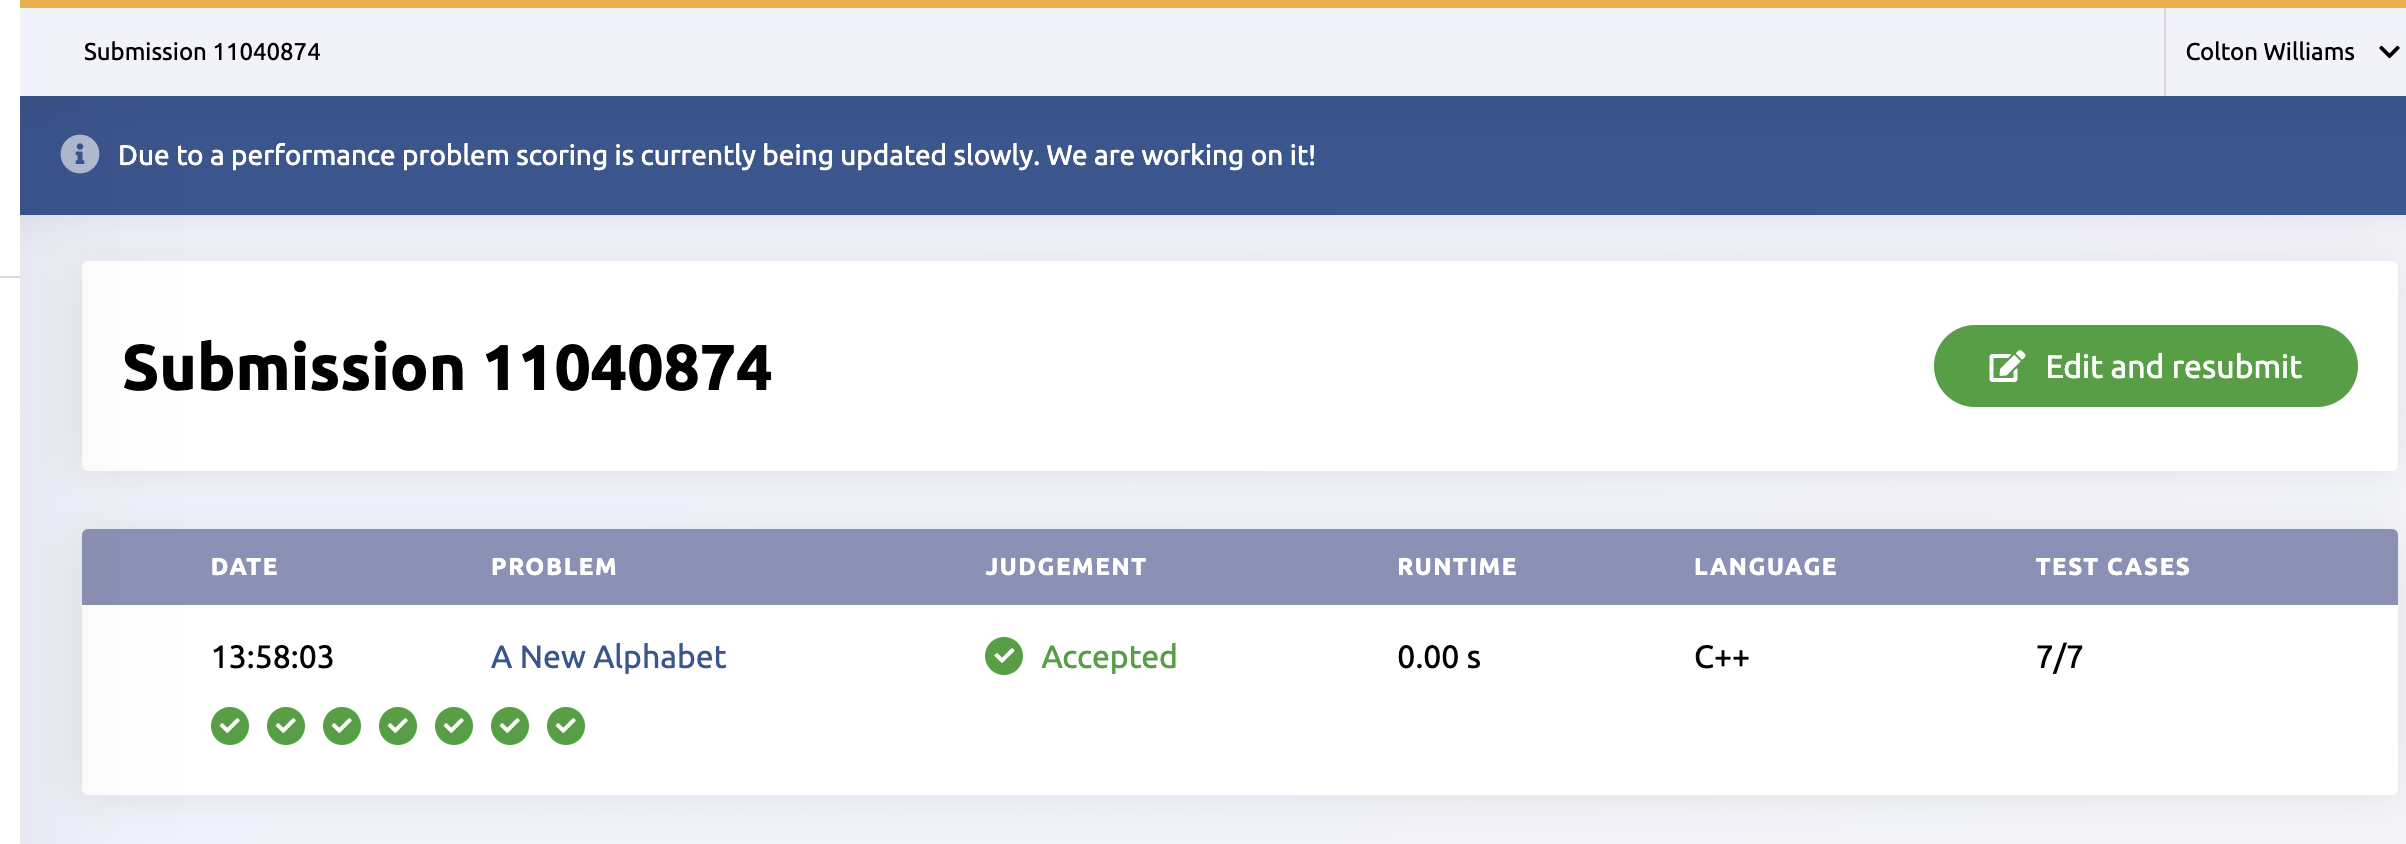 Submission 11040874
Colton Williams
Due to a performance problem scoring is currently being updated slowly. We are working on it!
Submission 11040874
Edit and resubmit
DATE PROBLEM JUDGEMENT RUNTIME LANGUAGE TEST CASES
13:58:03 A New Alphabet Accepted 0.00 s C++ 7/7